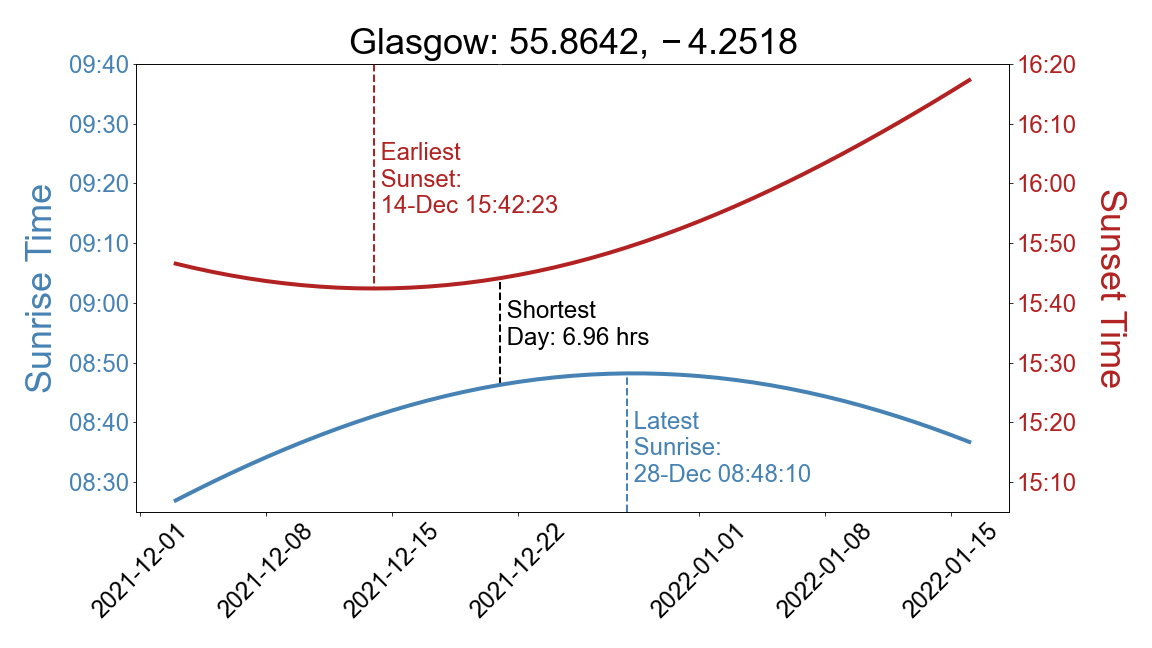 Glasgow: 55.8642, −4.2518
Sunrise Time
09:40
09:30
09:20
09:10
09:00
08:50
08:40
08:30
Earliest
Sunset:
14-Dec 15:42:23
Shortest
Day: 6.96 hrs
Latest
Sunrise:
28-Dec 08:48:10
16:20
16:10
16:00
15:50
15:40
15:30
15:20
15:10
Sunset Time
2021-12-01
2021-12-08
2021-12-15
2021-12-22
2022-01-01
2022-01-08
2022-01-15